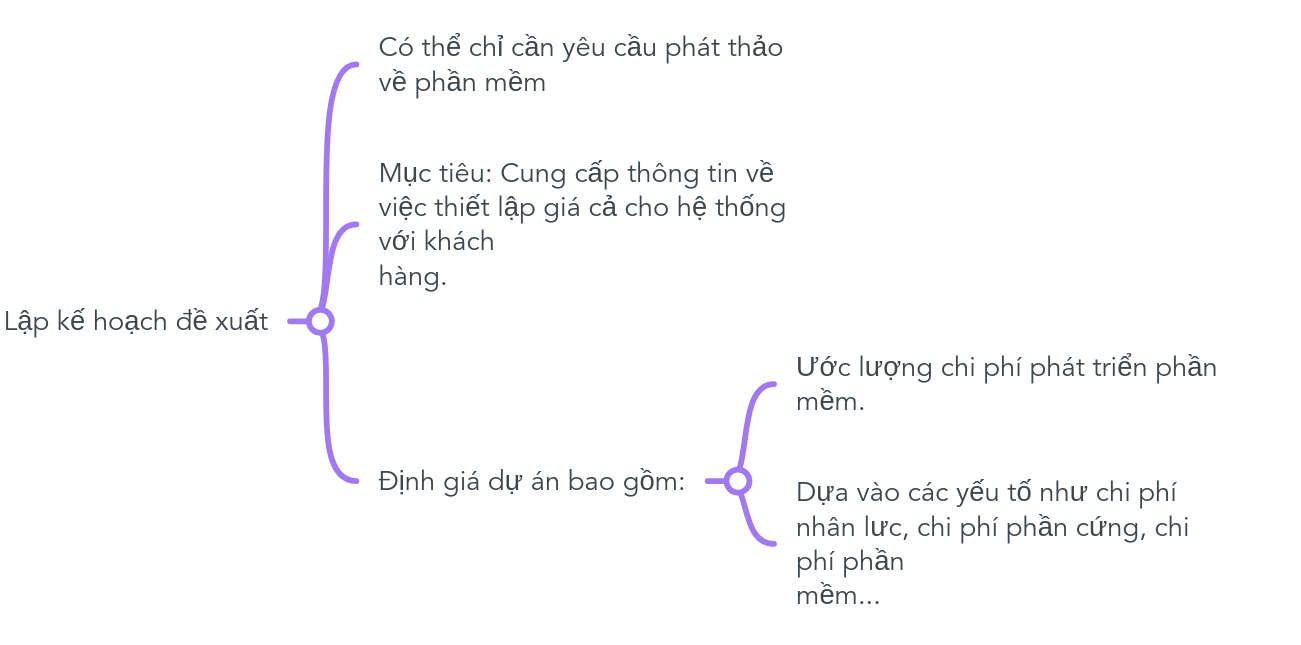 Có thể chỉ cần yêu cầu phát thảo
về phần mềm
Mục tiêu: Cung cấp thông tin về
việc thiết lập giá cả cho hệ thống
với khách
hàng.
Lập kế hoạch đề xuất
Định giá dự án bao gồm:
Ước lượng chi phí phát triển phần
mềm.
Dựa vào các yếu tố như chi phí
nhân lực, chi phí phần cứng, chi
phí phần
mềm...